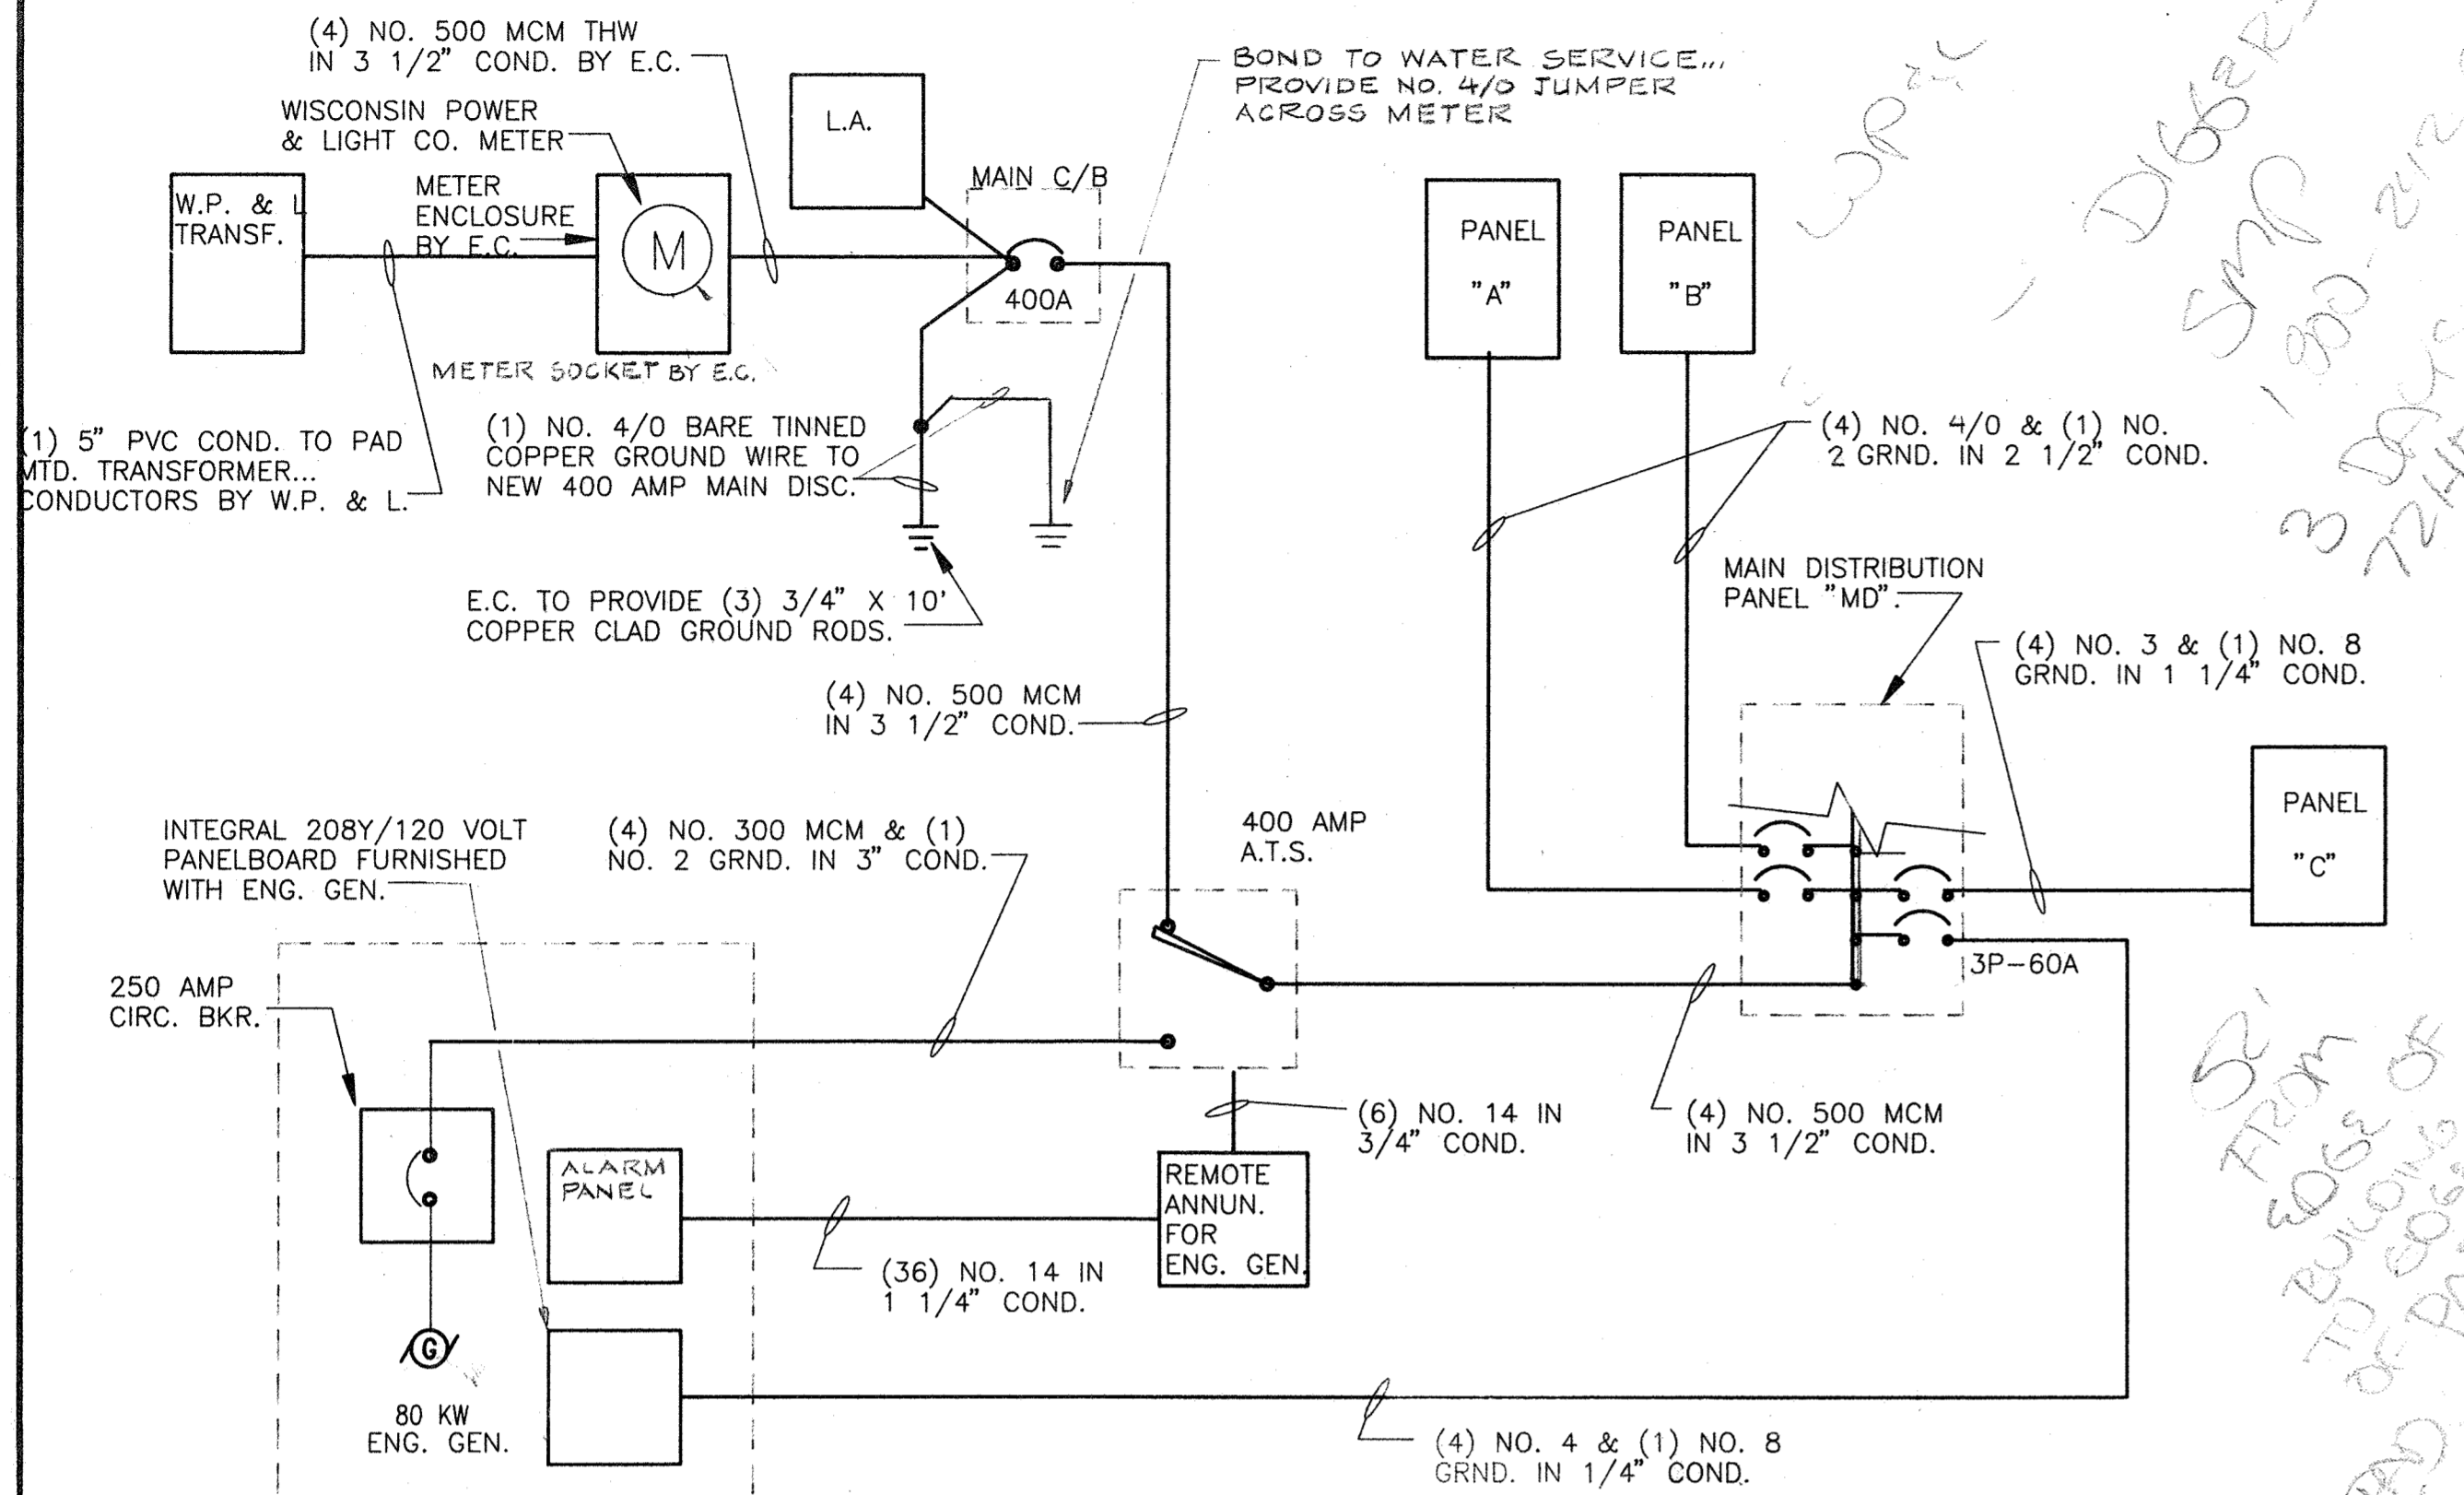 (4) NO. 500 MCM THW
IN 3 1/2" COND. BY E.C.
WISCONSIN POWER
& LIGHT CO. METER
W.P. & L
TRANSF.
METER
ENCLOSURE
BY E.C.
M
METER SOCKET BY E.C.
L.A.
MAIN C/B
400A
BOND TO WATER SERVICE...
PROVIDE NO. 4/0 JUMPER
ACROSS METER
(1) 5" PVC COND. TO PAD
MTD. TRANSFORMER...
CONDUCTORS BY W.P. & L.
(1) NO. 4/0 BARE TINNED
COPPER GROUND WIRE TO
NEW 400 AMP MAIN DISC.
E.C. TO PROVIDE (3) 3/4" X 10'
COPPER CLAD GROUND RODS.
(4) NO. 500 MCM
IN 3 1/2" COND.
PANEL
"A"
PANEL
"B"
(4) NO. 4/0 & (1) NO.
2 GRND. IN 2 1/2" COND.
MAIN DISTRIBUTION
PANEL "MD".
(4) NO. 3 & (1) NO. 8
GRND. IN 1 1/4" COND.
PANEL
"C"
3P-60A
INTEGRAL 208Y/120 VOLT
PANELBOARD FURNISHED
WITH ENG. GEN.
(4) NO. 300 MCM & (1)
NO. 2 GRND. IN 3" COND.
400 AMP
A.T.S.
250 AMP
CIRC. BKR.
ALARM
PANEL
G
80 KW
ENG. GEN.
(36) NO. 14 IN
1 1/4" COND.
REMOTE
ANNUN.
FOR
ENG. GEN.
(6) NO. 14 IN
3/4" COND.
(4) NO. 500 MCM
IN 3 1/2" COND.
(4) NO. 4 & (1) NO. 8
GRND. IN 1/4" COND.
3 DAYS
FROM
EDGE OF
BUILDING
TO EDGE